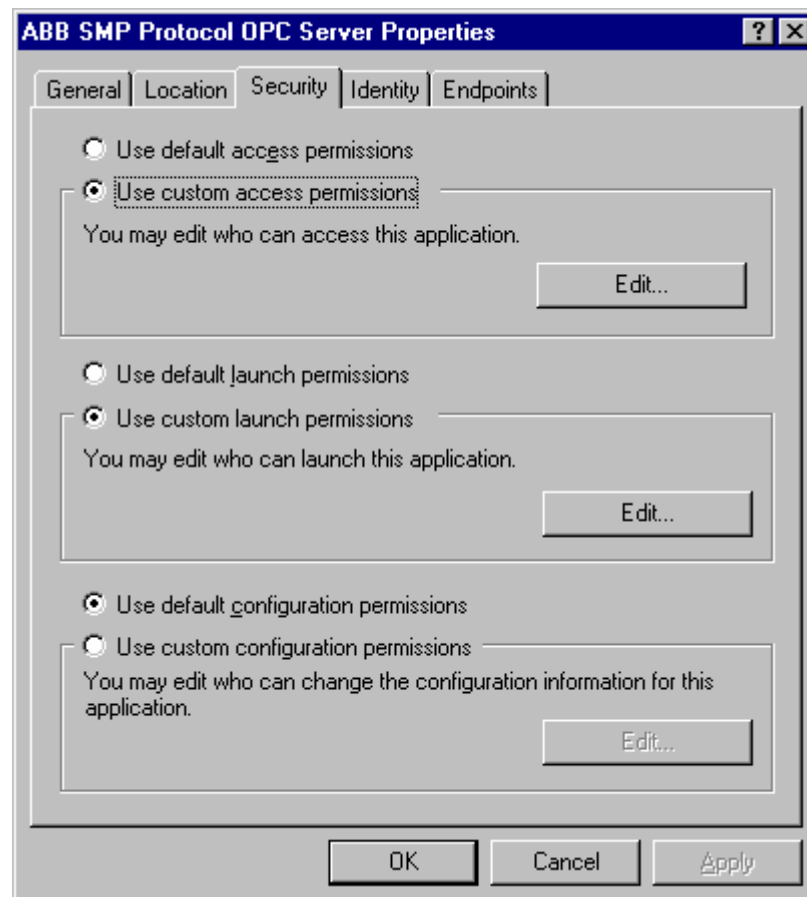 ABB SMP Protocol OPC Server Properties
General Location Security Identity Endpoints
Use default access permissions
Use custom access permissions
You may edit who can access this application.
Edit...
Use default launch permissions
Use custom launch permissions
You may edit who can launch this application.
Edit...
Use default configuration permissions
Use custom configuration permissions
You may edit who can change the configuration information for this
application.
Edit...
OK Cancel Apply